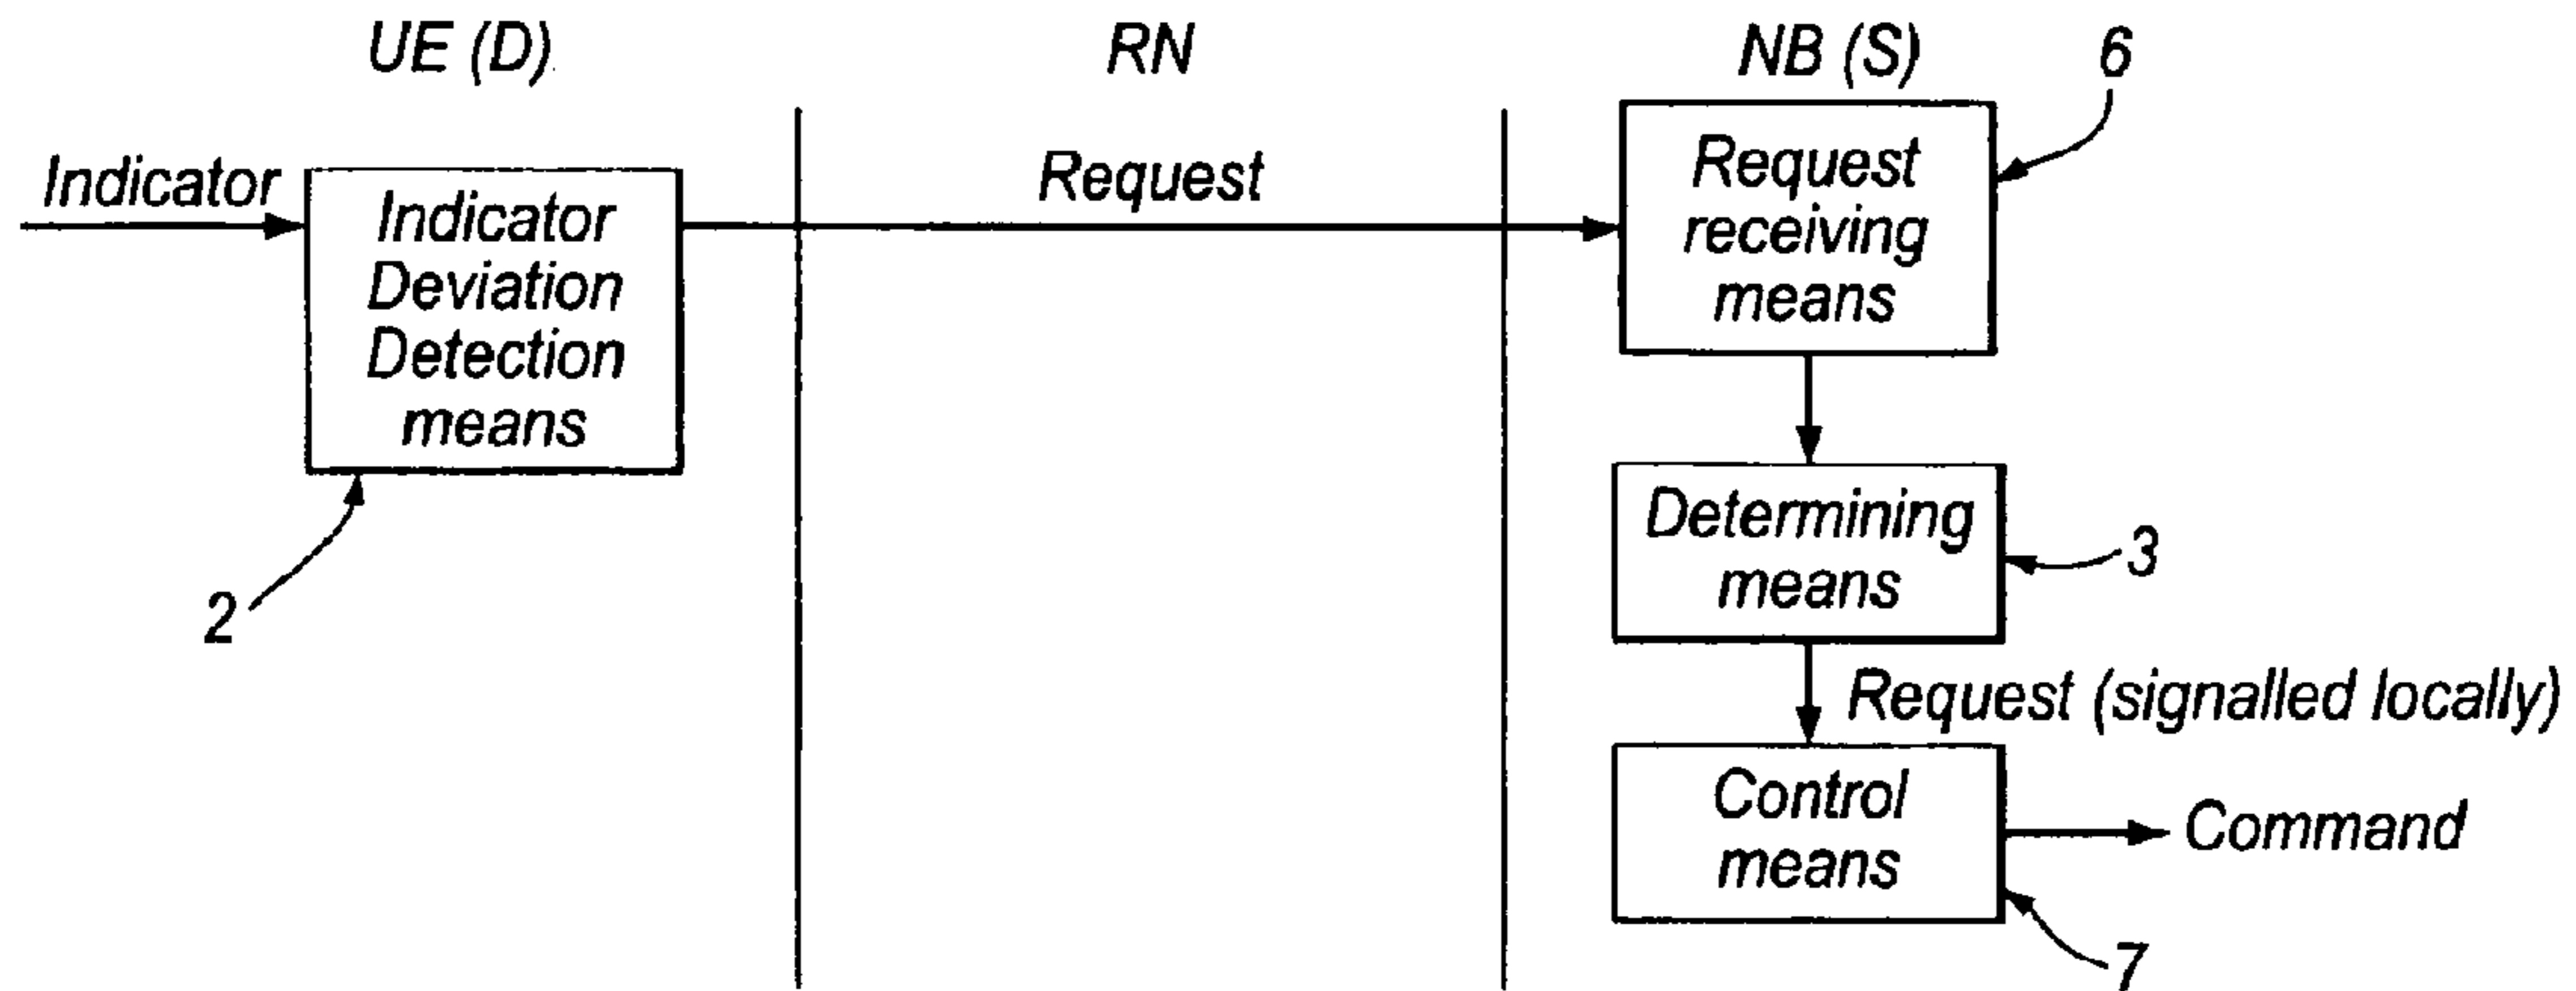 UE (D)
RN
NB (S)
6
Indicator
Indicator
Deviation
Detection
means
2
Request
Request
receiving
means
Determining
means
3
Request (signalled locally)
Control
means
Command
7